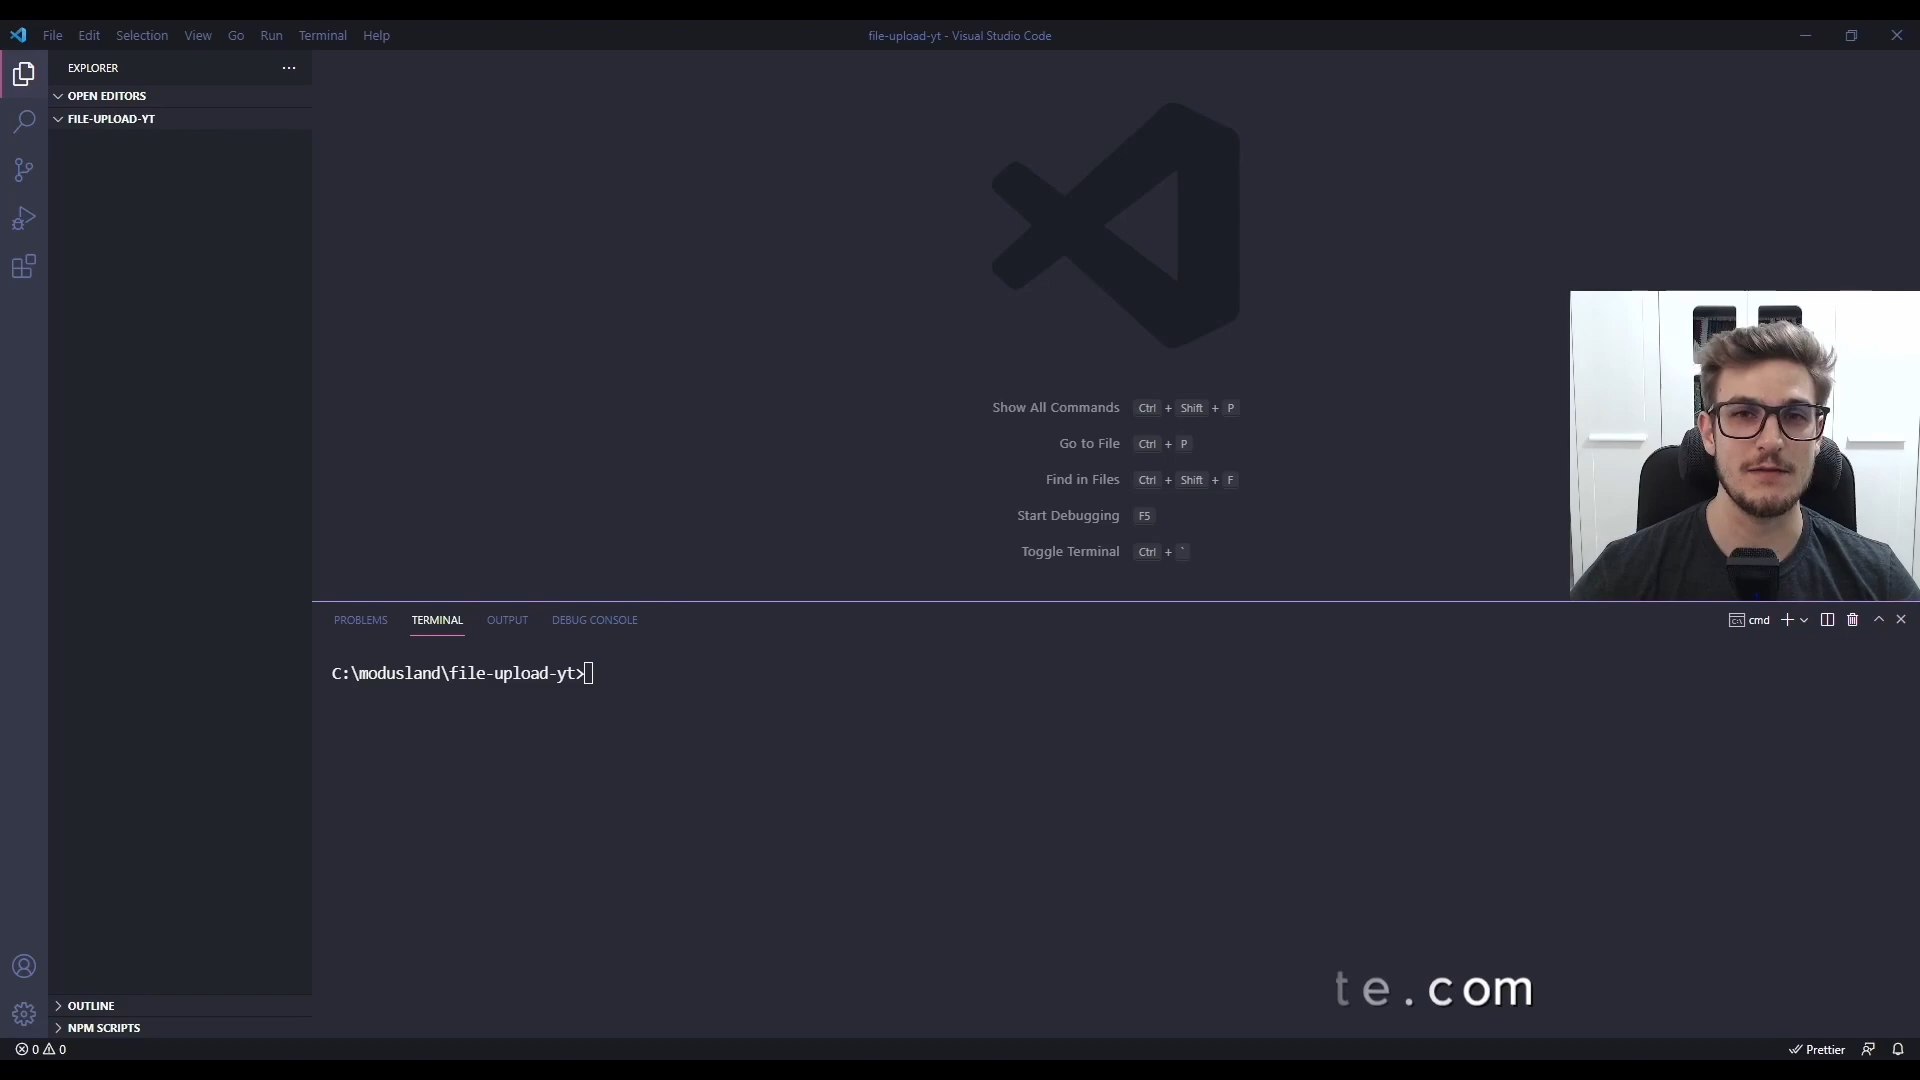 File Edit Selection View Go Run Terminal Help
file-upload-yt - Visual Studio Code
EXPLORER
OPEN EDITORS
FILE-UPLOAD-YT
Show All Commands Ctrl + Shift + P
Go to File Ctrl + P
Find in Files Ctrl + Shift + F
Start Debugging F5
Toggle Terminal Ctrl + `
PROBLEMS TERMINAL OUTPUT DEBUG CONSOLE
cmd
C:\modusland\file-upload-yt>
te.com
OUTLINE
NPM SCRIPTS
0 0
Prettier